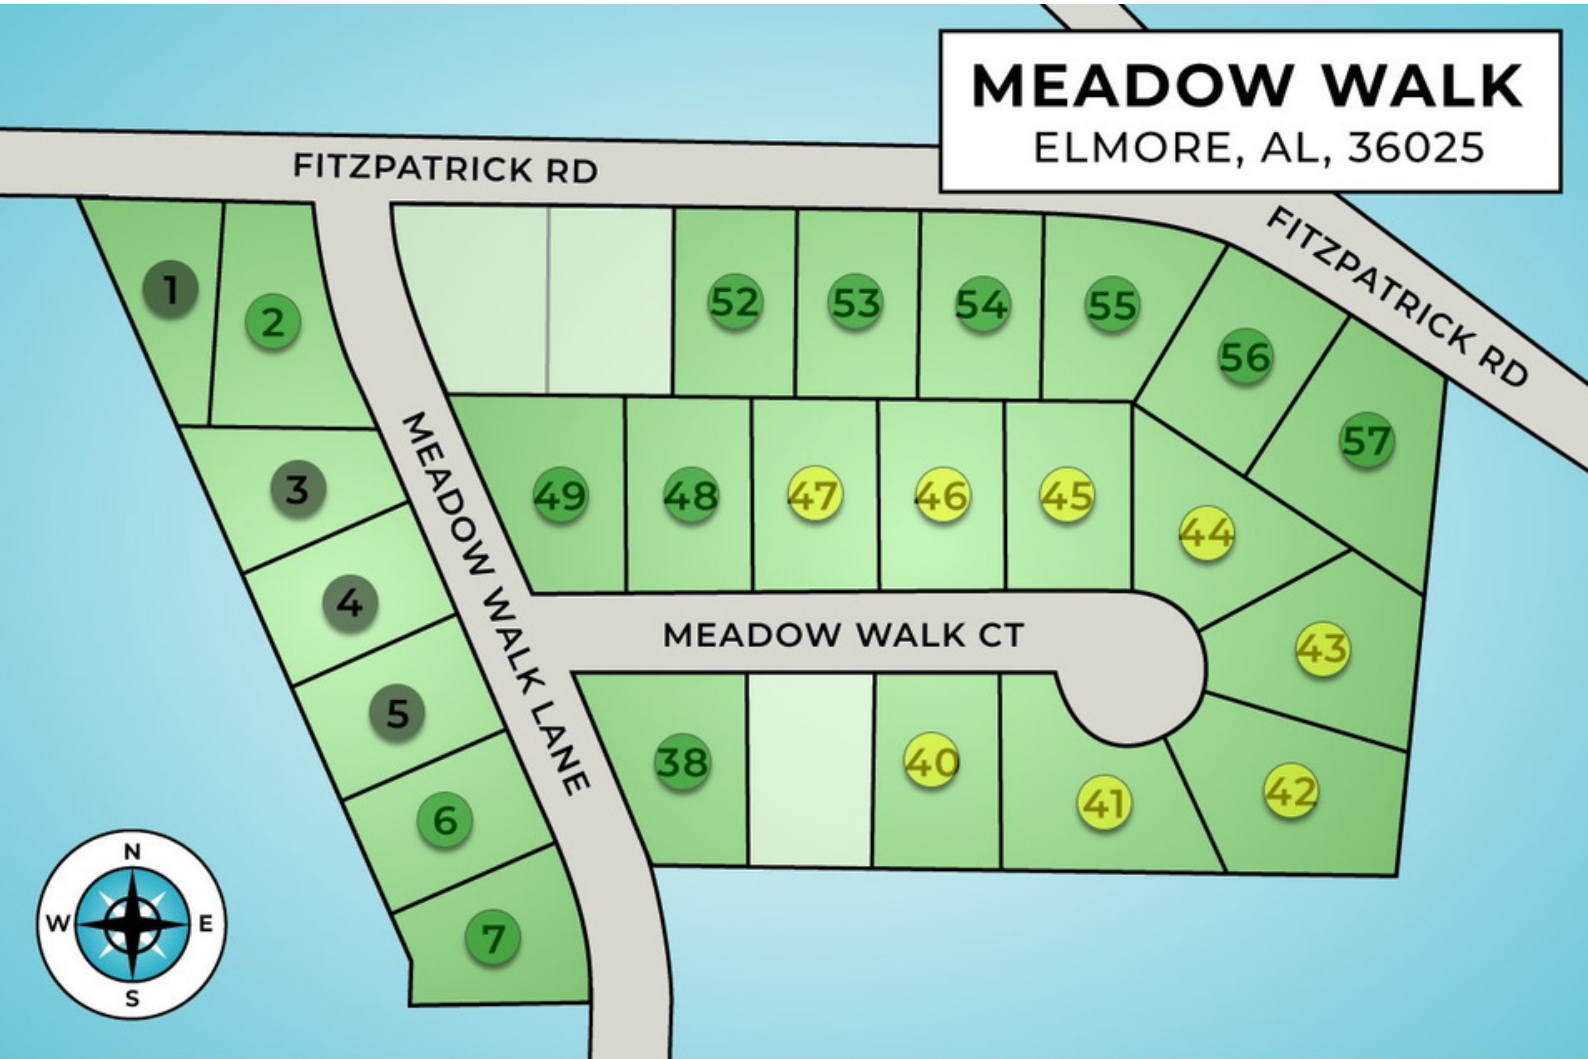 MEADOW WALK
ELMORE, AL, 36025
FITZPATRICK RD
FITZPATRICK RD
1
2
52
53
54
55
56
57
3
49
48
47
46
45
44
4
MEADOW WALK LANE
MEADOW WALK CT
43
5
38
40
41
42
6
7
N
W
E
S